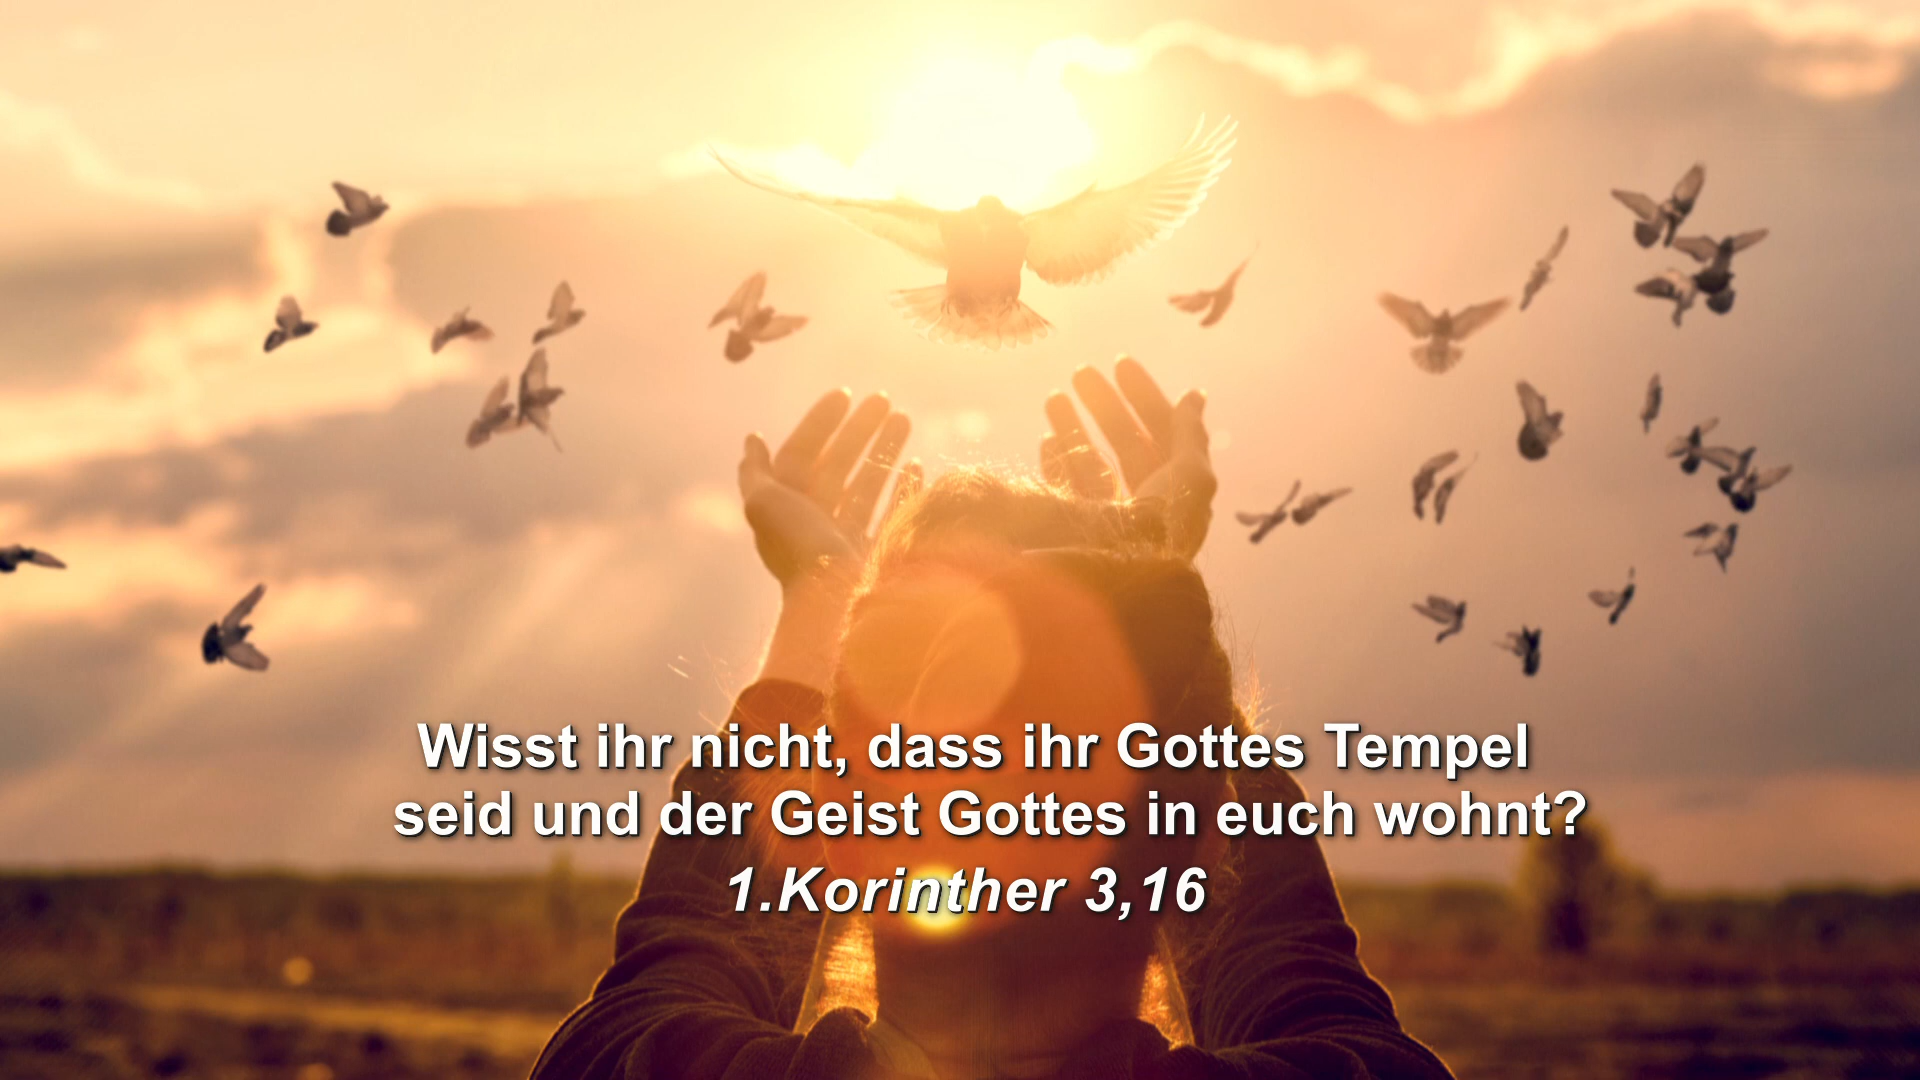 Wisst ihr nicht, dass ihr Gottes Tempel
seid und der Geist Gottes in euch wohnt?
1.Korinther 3,16